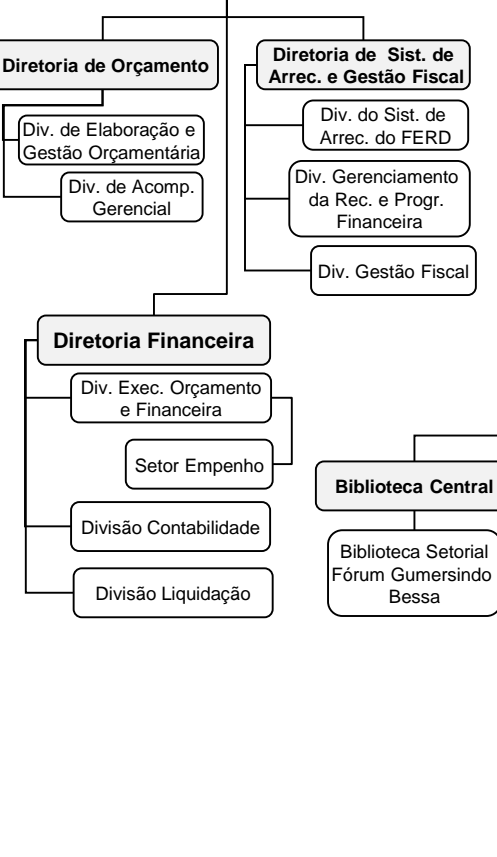 Diretoria de Orçamento
Div. de Elaboração e
Gestão Orçamentária
Div. de Acomp.
Gerencial
Diretoria de Sist. de
Arrec. e Gestão Fiscal
Div. do Sist. de
Arrec. do FERD
Div. Gerenciamento
da Rec. e Progr.
Financeira
Div. Gestão Fiscal
Diretoria Financeira
Div. Exec. Orçamento
e Financeira
Setor Empenho
Divisão Contabilidade
Divisão Liquidação
Biblioteca Central
Biblioteca Setorial
Fórum Gumersindo
Bessa